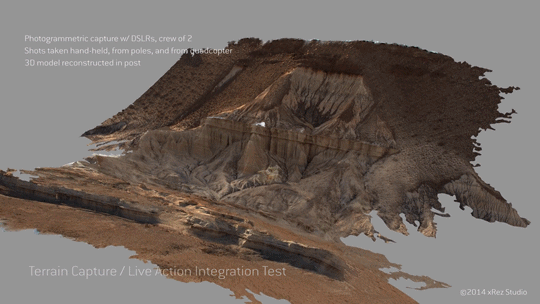 Photogrammetric capture w/ DSLRs, crew of 2
Shots taken hand-held, from poles, and from quadcopter
3D model reconstructed in post
Terrain Capture / Live Action Integration Test
©2014 xRez Studio